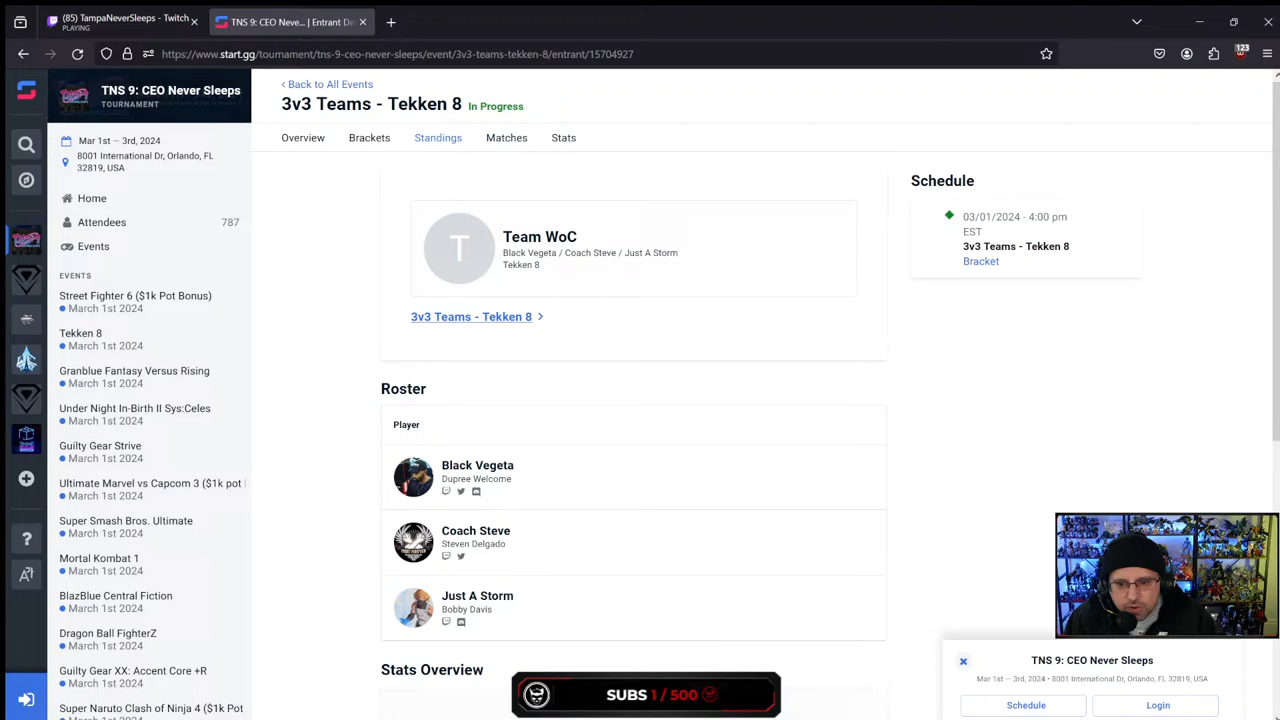 (85) TampaNeverSleeps - Twitch
PLAYING
TNS 9: CEO Neve... | Entrant De
https://www.start.gg/tournament/tns-9-ceo-never-sleeps/event/3v3-teams-tekken-8/entrant/15704927
123
TNS 9: CEO Never Sleeps
TOURNAMENT
Mar 1st — 3rd, 2024
8001 International Dr, Orlando, FL
32819, USA
Home
Attendees 787
Events
EVENTS
Street Fighter 6 ($1k Pot Bonus)
March 1st 2024
Tekken 8
March 1st 2024
Granblue Fantasy Versus Rising
March 1st 2024
Under Night In-Birth II Sys:Celes
March 1st 2024
Guilty Gear Strive
March 1st 2024
Ultimate Marvel vs Capcom 3 ($1k pot
March 1st 2024
Super Smash Bros. Ultimate
March 1st 2024
Mortal Kombat 1
March 1st 2024
BlazBlue Central Fiction
March 1st 2024
Dragon Ball FighterZ
March 1st 2024
Guilty Gear XX: Accent Core +R
March 1st 2024
Super Naruto Clash of Ninja 4 ($1k Pot
Back to All Events
3v3 Teams - Tekken 8 In Progress
Overview Brackets Standings Matches Stats
T
Team WoC
Black Vegeta / Coach Steve / Just A Storm
Tekken 8
3v3 Teams - Tekken 8
Roster
Player
Black Vegeta
Dupree Welcome
Coach Steve
Steven Delgado
Just A Storm
Bobby Davis
Stats Overview
SUBS 1 / 500
Schedule
03/01/2024 - 4:00 pm
EST
3v3 Teams - Tekken 8
Bracket
TNS 9: CEO Never Sleeps
Mar 1st — 3rd, 2024 • 8001 International Dr, Orlando, FL, 32819, USA
Schedule Login